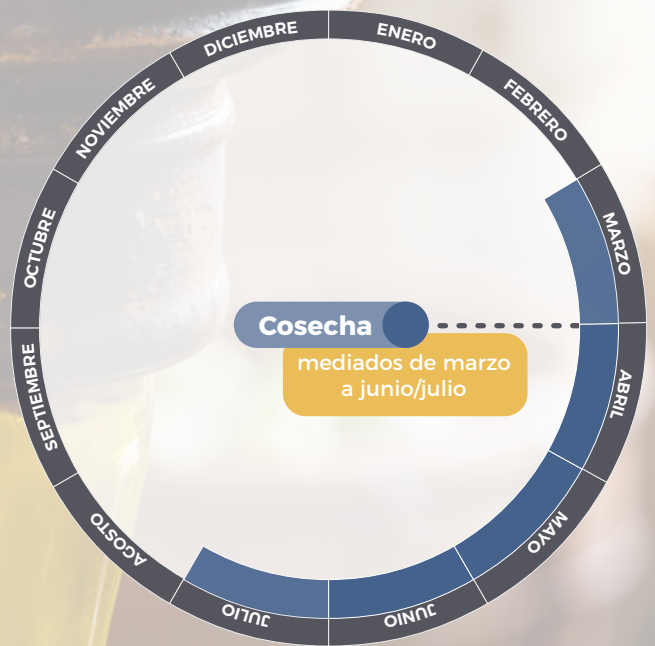 ENERO
FEBRERO
MARZO
ABRIL
MAYO
JUNIO
JULIO
AGOSTO
SEPTIEMBRE
OCTUBRE
NOVIEMBRE
DICIEMBRE
Cosecha
mediados de marzo
a junio/julio